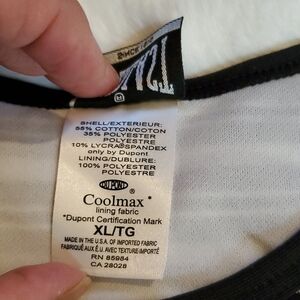 SHELL/EXTERIEUR:
55% COTTON/COTON
35% POLYESTER
POLYESTRE
10% LYCRA®SPANDEX
only by Dupont
LINING/DUBLURE:
100% POLYESTER
POLYESTRE
DUPONT
Coolmax *
lining fabric
*Dupont Certification Mark
XL/TG
MADE IN THE U.S.A. OF IMPORTED FABRIC
FABRIQUÉ AUX É.U. AVEC TEXTURE IMPORTÉ
RN 85984
CA 28028